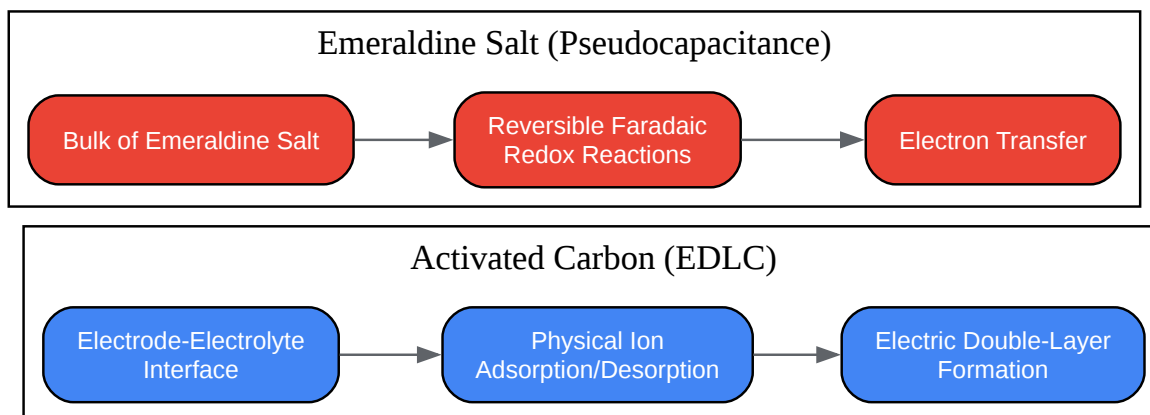 Emeraldine Salt (Pseudocapacitance)
Bulk of Emeraldine Salt
Reversible Faradaic
Redox Reactions
Electron Transfer
Activated Carbon (EDLC)
Electrode-Electrolyte
Interface
Physical Ion
Adsorption/Desorption
Electric Double-Layer
Formation